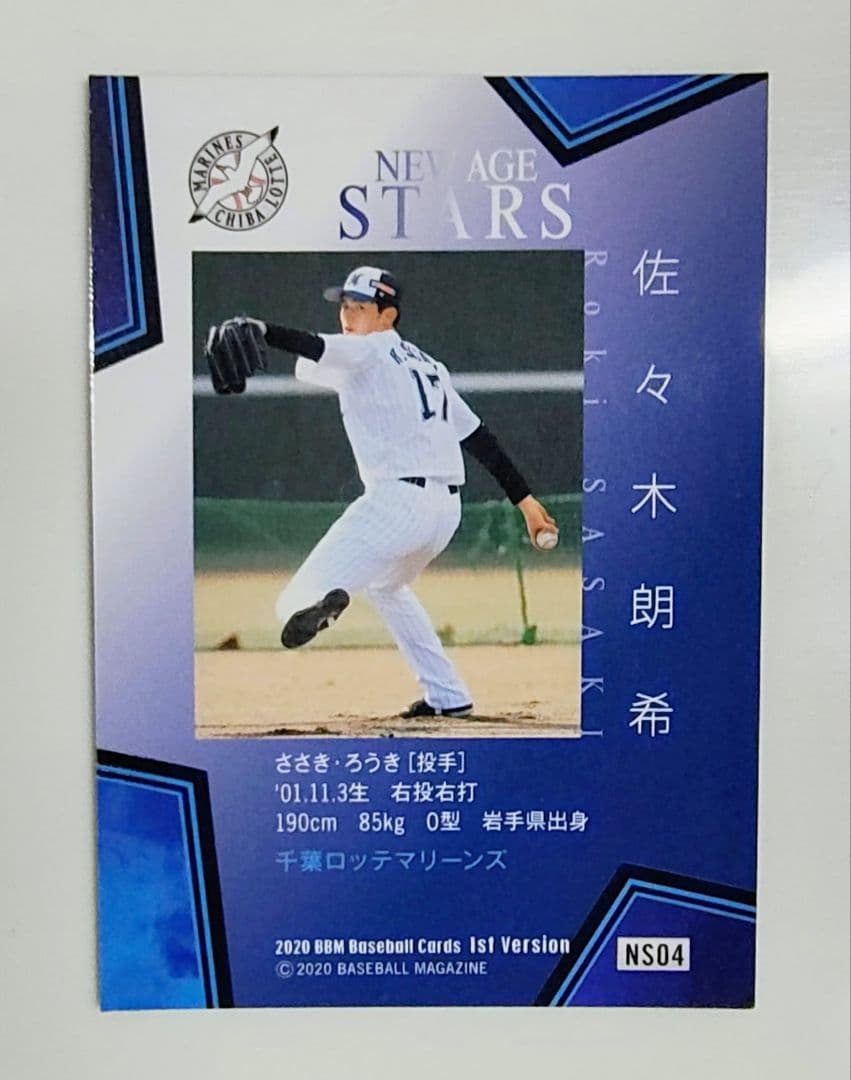 MARINES
CHIBA LOTTE
NEW AGE
STARS
佐々木朗希
Roki SASAKI
M
17
ささき・ろうき [投手]
'01.11.3生 右投右打
190cm 85kg O型 岩手県出身
千葉ロッテマリーンズ
2020 BBM Baseball Cards 1st Version
©2020 BASEBALL MAGAZINE
NS04